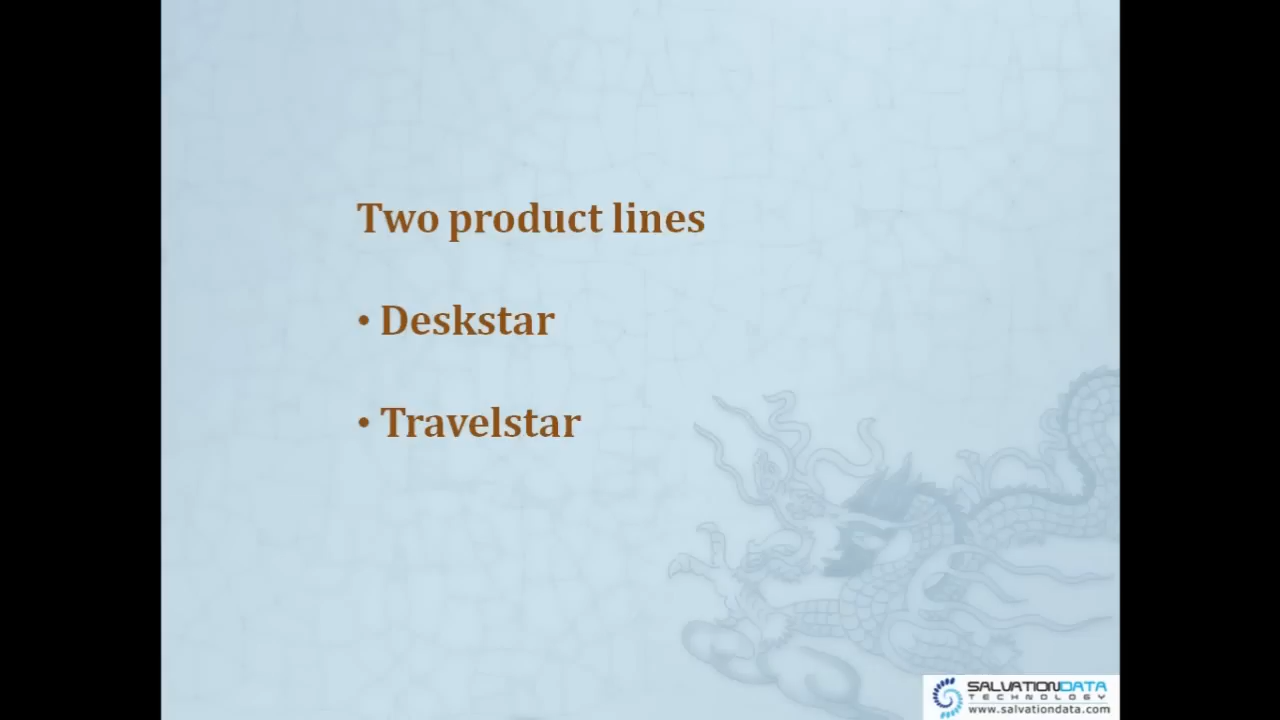 Two product lines
• Deskstar
• Travelstar
SALVATIONDATA
TECHNOLOGY
www.salvationdata.com